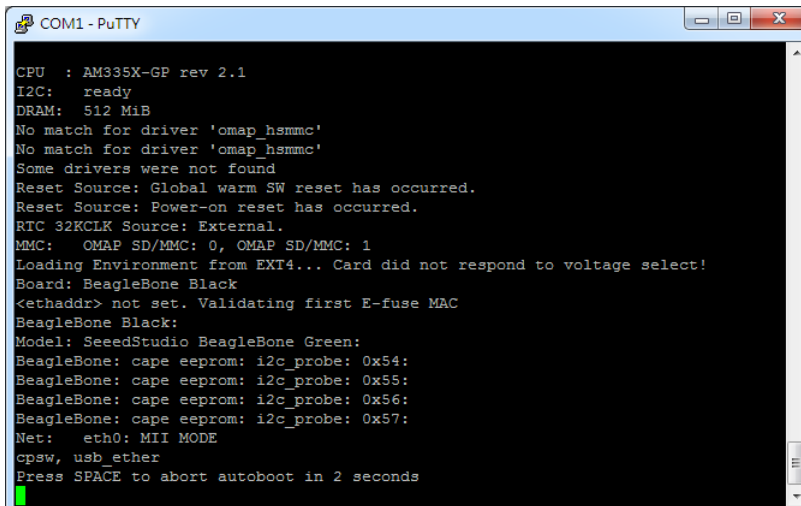 COM1 - PuTTY
CPU  : AM335X-GP rev 2.1
I2C:   ready
DRAM:  512 MiB
No match for driver 'omap_hsmmc'
No match for driver 'omap_hsmmc'
Some drivers were not found
Reset Source: Global warm SW reset has occurred.
Reset Source: Power-on reset has occurred.
RTC 32KCLK Source: External.
MMC:   OMAP SD/MMC: 0, OMAP SD/MMC: 1
Loading Environment from EXT4... Card did not respond to voltage select!
Board: BeagleBone Black
<ethaddr> not set. Validating first E-fuse MAC
BeagleBone Black:
Model: SeeedStudio BeagleBone Green:
BeagleBone: cape eeprom: i2c_probe: 0x54:
BeagleBone: cape eeprom: i2c_probe: 0x55:
BeagleBone: cape eeprom: i2c_probe: 0x56:
BeagleBone: cape eeprom: i2c_probe: 0x57:
Net:   eth0: MII MODE
cpsw, usb_ether
Press SPACE to abort autoboot in 2 seconds